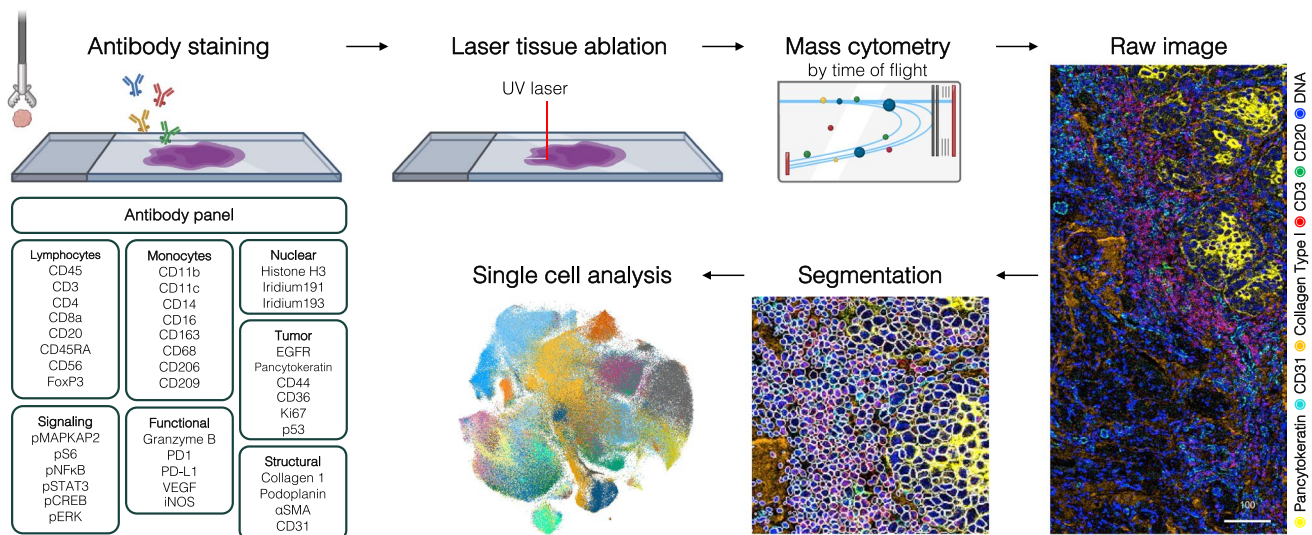 Antibody staining
Laser tissue ablation
Mass cytometry
by time of flight
Raw image
UV laser
Antibody panel
Lymphocytes
CD45
CD3
CD4
CD8a
CD20
CD45RA
CD56
FoxP3
Monocytes
CD11b
CD11c
CD14
CD16
CD163
CD68
CD206
CD209
Nuclear
Histone H3
Iridium191
Iridium193
Tumor
EGFR
Pancytokeratin
CD44
CD36
Ki67
p53
Signaling
pMAPKAP2
pS6
pNFκB
pSTAT3
pCREB
pERK
Functional
Granzyme B
PD1
PD-L1
VEGF
iNOS
Structural
Collagen 1
Podoplanin
αSMA
CD31
Single cell analysis
Segmentation
100
Pancytokeratin CD31 Collagen Type I CD3 CD20 DNA